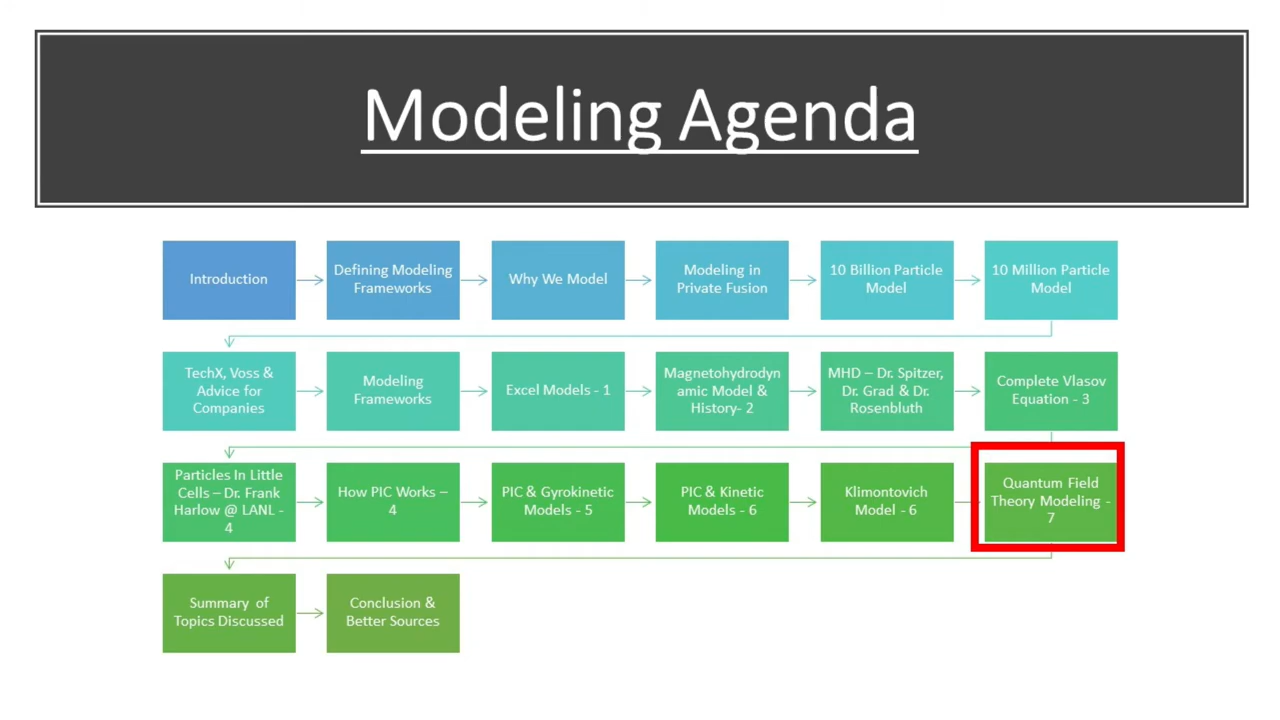 Modeling Agenda
Introduction
Defining Modeling
Frameworks
Why We Model
Modeling in
Private Fusion
10 Billion Particle
Model
10 Million Particle
Model
TechX, Voss &
Advice for
Companies
Modeling
Frameworks
Excel Models - 1
Magnetohydrodyn
amic Model &
History- 2
MHD – Dr. Spitzer,
Dr. Grad & Dr.
Rosenbluth
Complete Vlasov
Equation - 3
Particles In Little
Cells – Dr. Frank
Harlow @ LANL -
4
How PIC Works –
4
PIC & Gyrokinetic
Models - 5
PIC & Kinetic
Models - 6
Klimontovich
Model - 6
Quantum Field
Theory Modeling -
7
Summary of
Topics Discussed
Conclusion &
Better Sources